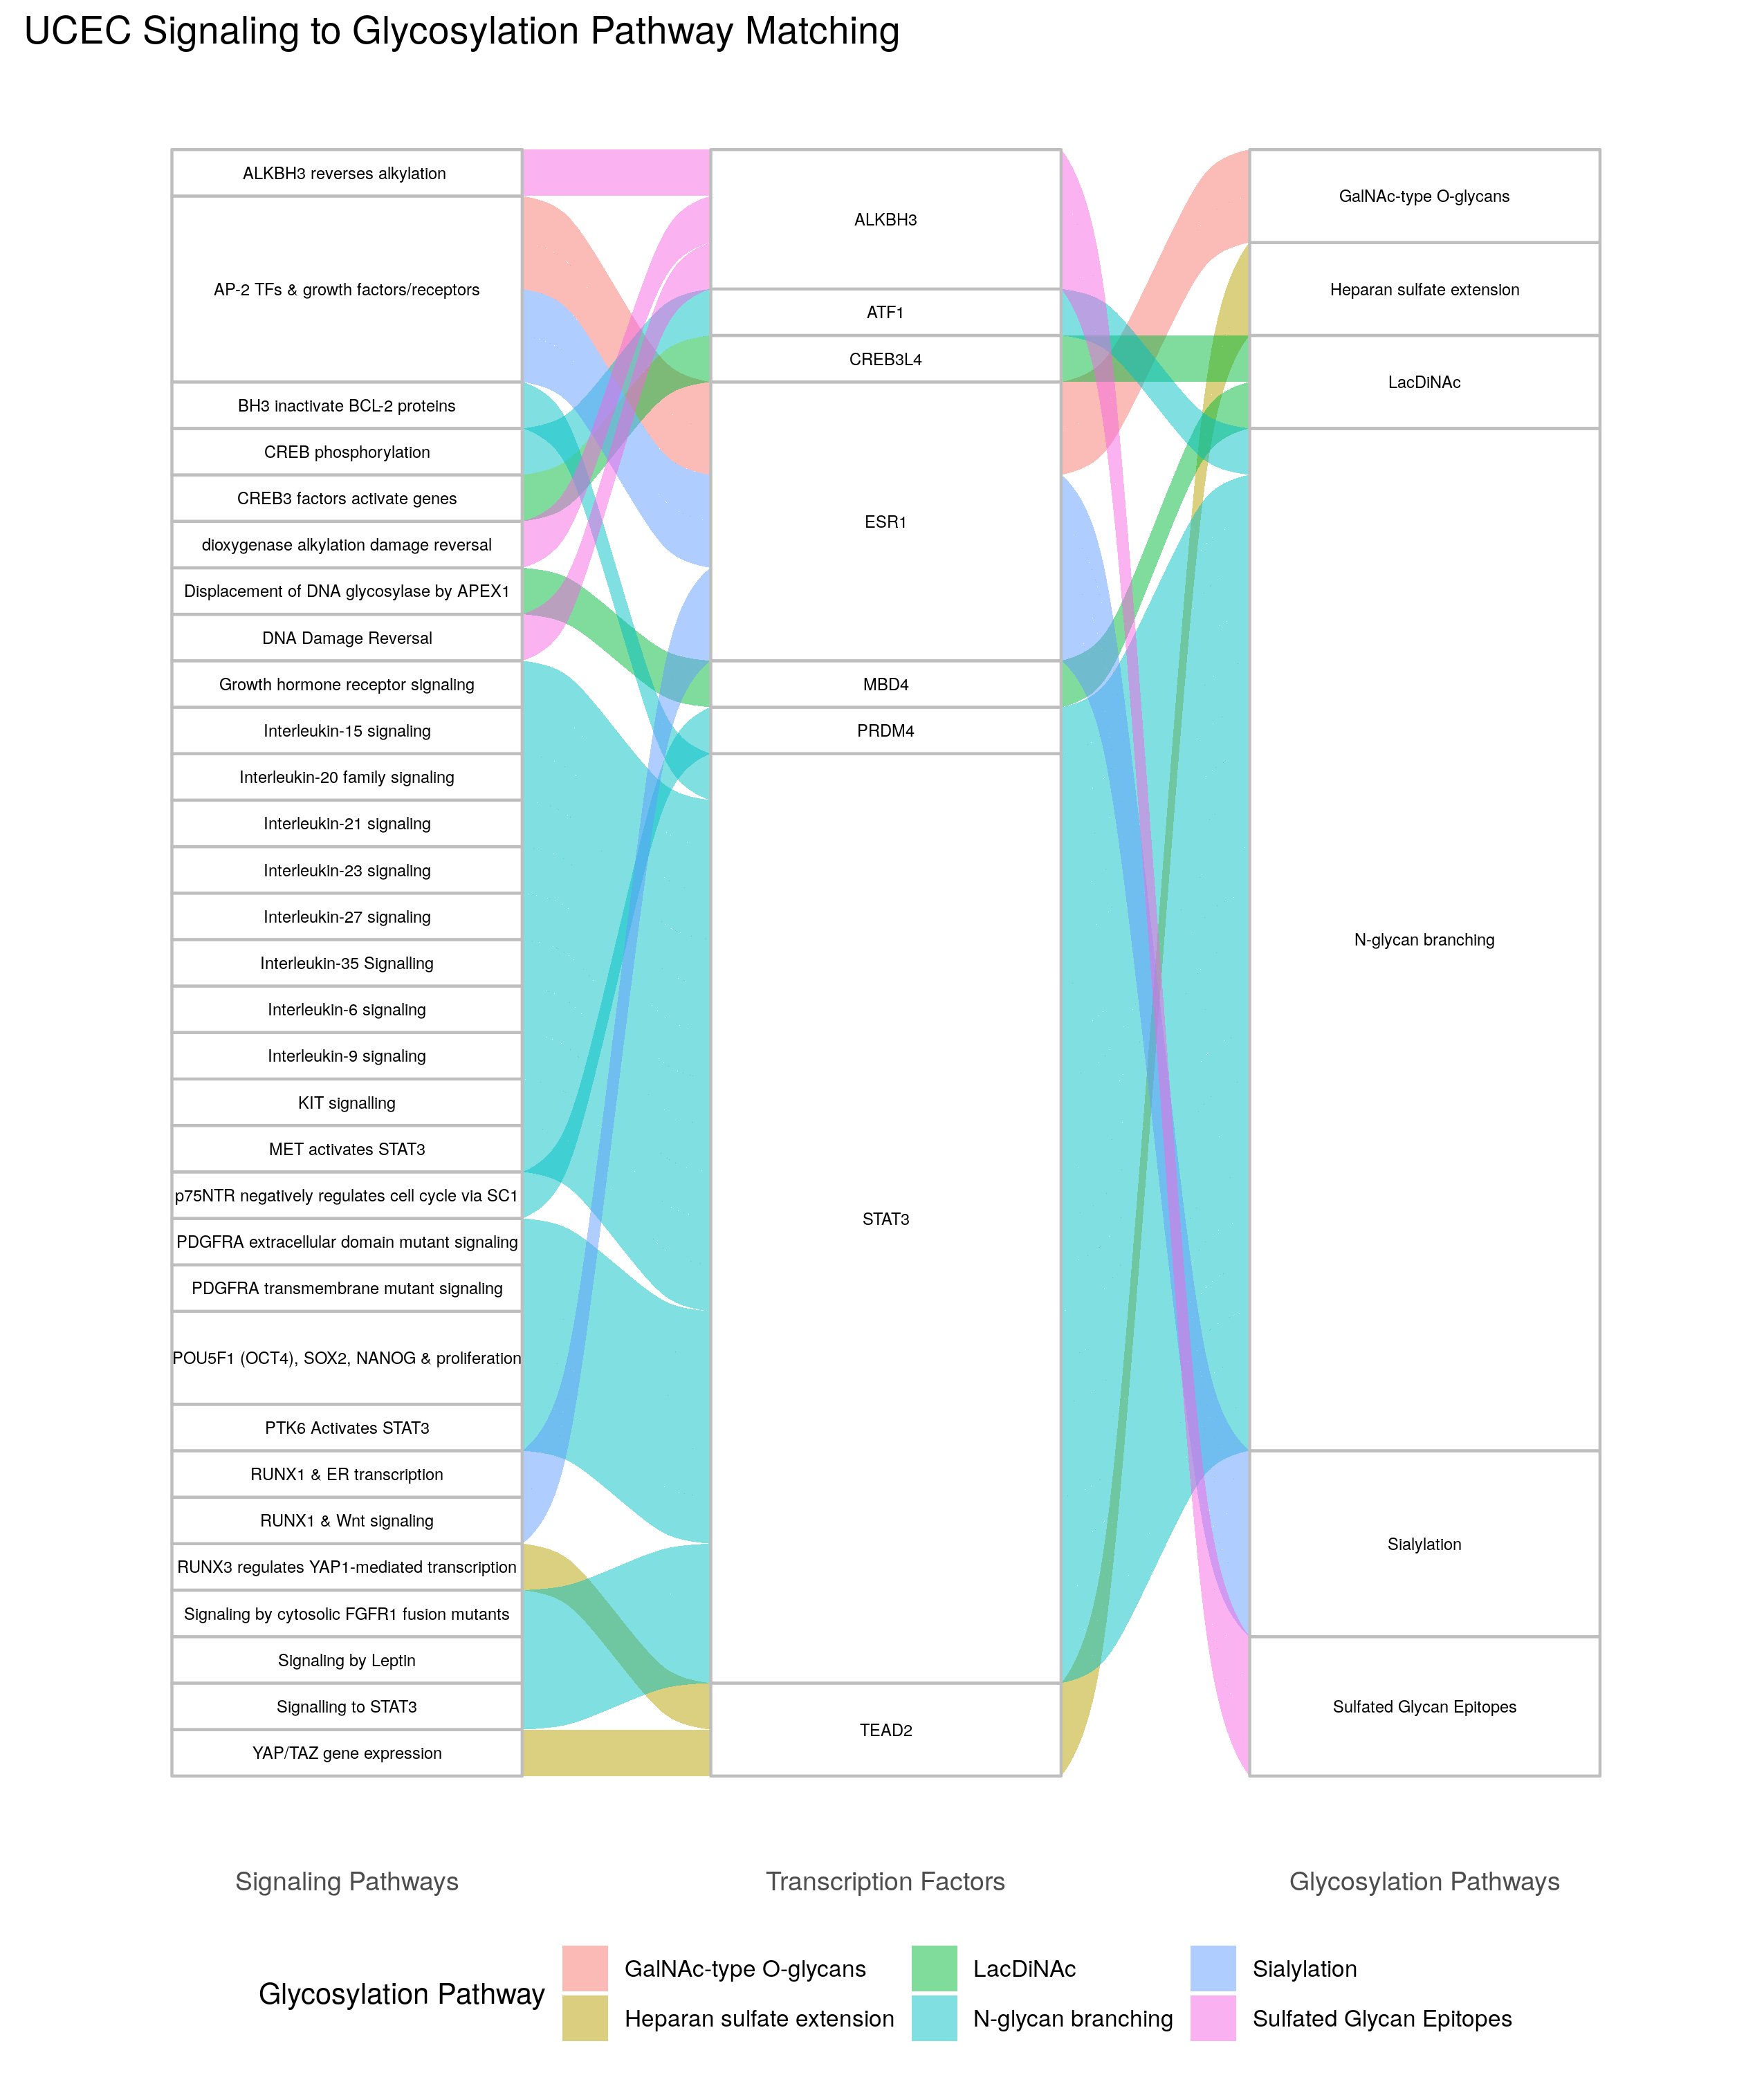 UCEC Signaling to Glycosylation Pathway Matching
ALKBH3 reverses alkylation
AP-2 TFs & growth factors/receptors
BH3 inactivate BCL-2 proteins
CREB phosphorylation
CREB3 factors activate genes
dioxygenase alkylation damage reversal
Displacement of DNA glycosylase by APEX1
DNA Damage Reversal
Growth hormone receptor signaling
Interleukin-15 signaling
Interleukin-20 family signaling
Interleukin-21 signaling
Interleukin-23 signaling
Interleukin-27 signaling
Interleukin-35 Signalling
Interleukin-6 signaling
Interleukin-9 signaling
KIT signalling
MET activates STAT3
p75NTR negatively regulates cell cycle via SC1
PDGFRA extracellular domain mutant signaling
PDGFRA transmembrane mutant signaling
POU5F1 (OCT4), SOX2, NANOG & proliferation
PTK6 Activates STAT3
RUNX1 & ER transcription
RUNX1 & Wnt signaling
RUNX3 regulates YAP1-mediated transcription
Signaling by cytosolic FGFR1 fusion mutants
Signaling by Leptin
Signalling to STAT3
YAP/TAZ gene expression
ALKBH3
ATF1
CREB3L4
ESR1
MBD4
PRDM4
STAT3
TEAD2
GalNAc-type O-glycans
Heparan sulfate extension
LacDiNAc
N-glycan branching
Sialylation
Sulfated Glycan Epitopes
Signaling Pathways
Transcription Factors
Glycosylation Pathways
Glycosylation Pathway
GalNAc-type O-glycans
Heparan sulfate extension
LacDiNAc
N-glycan branching
Sialylation
Sulfated Glycan Epitopes